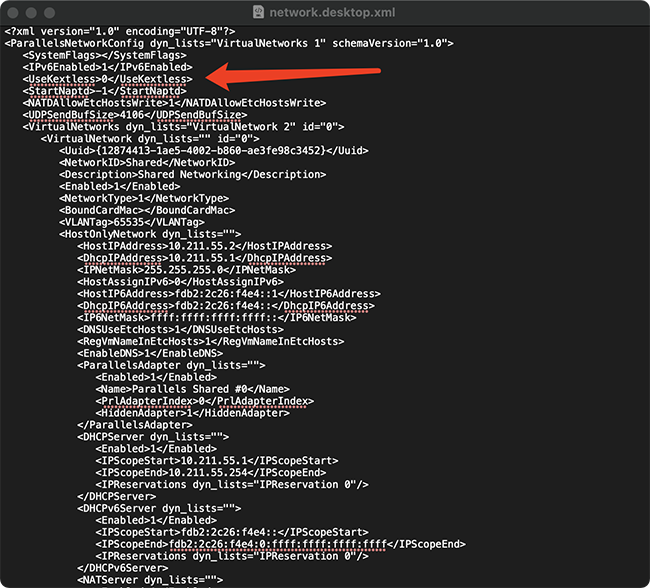 network.desktop.xml
<?xml version="1.0" encoding="UTF-8"?>
<ParallelsNetworkConfig dyn_lists="VirtualNetworks 1" schemaVersion="1.0">
<SystemFlags></SystemFlags>
<IPv6Enabled>1</IPv6Enabled>
<UseKextless>0</UseKextless>
<StartNaptd>-1</StartNaptd>
<NATDAllowEtcHostsWrite>1</NATDAllowEtcHostsWrite>
<UDPSendBufSize>4106</UDPSendBufSize>
<VirtualNetworks dyn_lists="VirtualNetwork 2" id="0">
<VirtualNetwork dyn_lists="" id="0">
<Uuid>{12874413-1ae5-4002-b860-ae3fe98c3452}</Uuid>
<NetworkID>Shared</NetworkID>
<Description>Shared Networking</Description>
<Enabled>1</Enabled>
<NetworkType>1</NetworkType>
<BoundCardMac></BoundCardMac>
<VLANTag>65535</VLANTag>
<HostOnlyNetwork dyn_lists="">
<HostIPAddress>10.211.55.2</HostIPAddress>
<DhcpIPAddress>10.211.55.1</DhcpIPAddress>
<IPNetMask>255.255.255.0</IPNetMask>
<HostAssignIPv6>0</HostAssignIPv6>
<HostIP6Address>fdb2:2c26:f4e4::1</HostIP6Address>
<DhcpIP6Address>fdb2:2c26:f4e4::</DhcpIP6Address>
<IP6NetMask>ffff:ffff:ffff:ffff::</IP6NetMask>
<DNSUseEtcHosts>1</DNSUseEtcHosts>
<RegVmNameInEtcHosts>1</RegVmNameInEtcHosts>
<EnableDNS>1</EnableDNS>
<ParallelsAdapter dyn_lists="">
<Enabled>1</Enabled>
<Name>Parallels Shared #0</Name>
<PrlAdapterIndex>0</PrlAdapterIndex>
<HiddenAdapter>1</HiddenAdapter>
</ParallelsAdapter>
<DHCPServer dyn_lists="">
<Enabled>1</Enabled>
<IPScopeStart>10.211.55.1</IPScopeStart>
<IPScopeEnd>10.211.55.254</IPScopeEnd>
<IPReservations dyn_lists="IPReservation 0"/>
</DHCPServer>
<DHCPv6Server dyn_lists="">
<Enabled>1</Enabled>
<IPScopeStart>fdb2:2c26:f4e4::</IPScopeStart>
<IPScopeEnd>fdb2:2c26:f4e4:0:ffff:ffff:ffff:ffff</IPScopeEnd>
<IPReservations dyn_lists="IPReservation 0"/>
</DHCPv6Server>
<NATServer dyn_lists="">